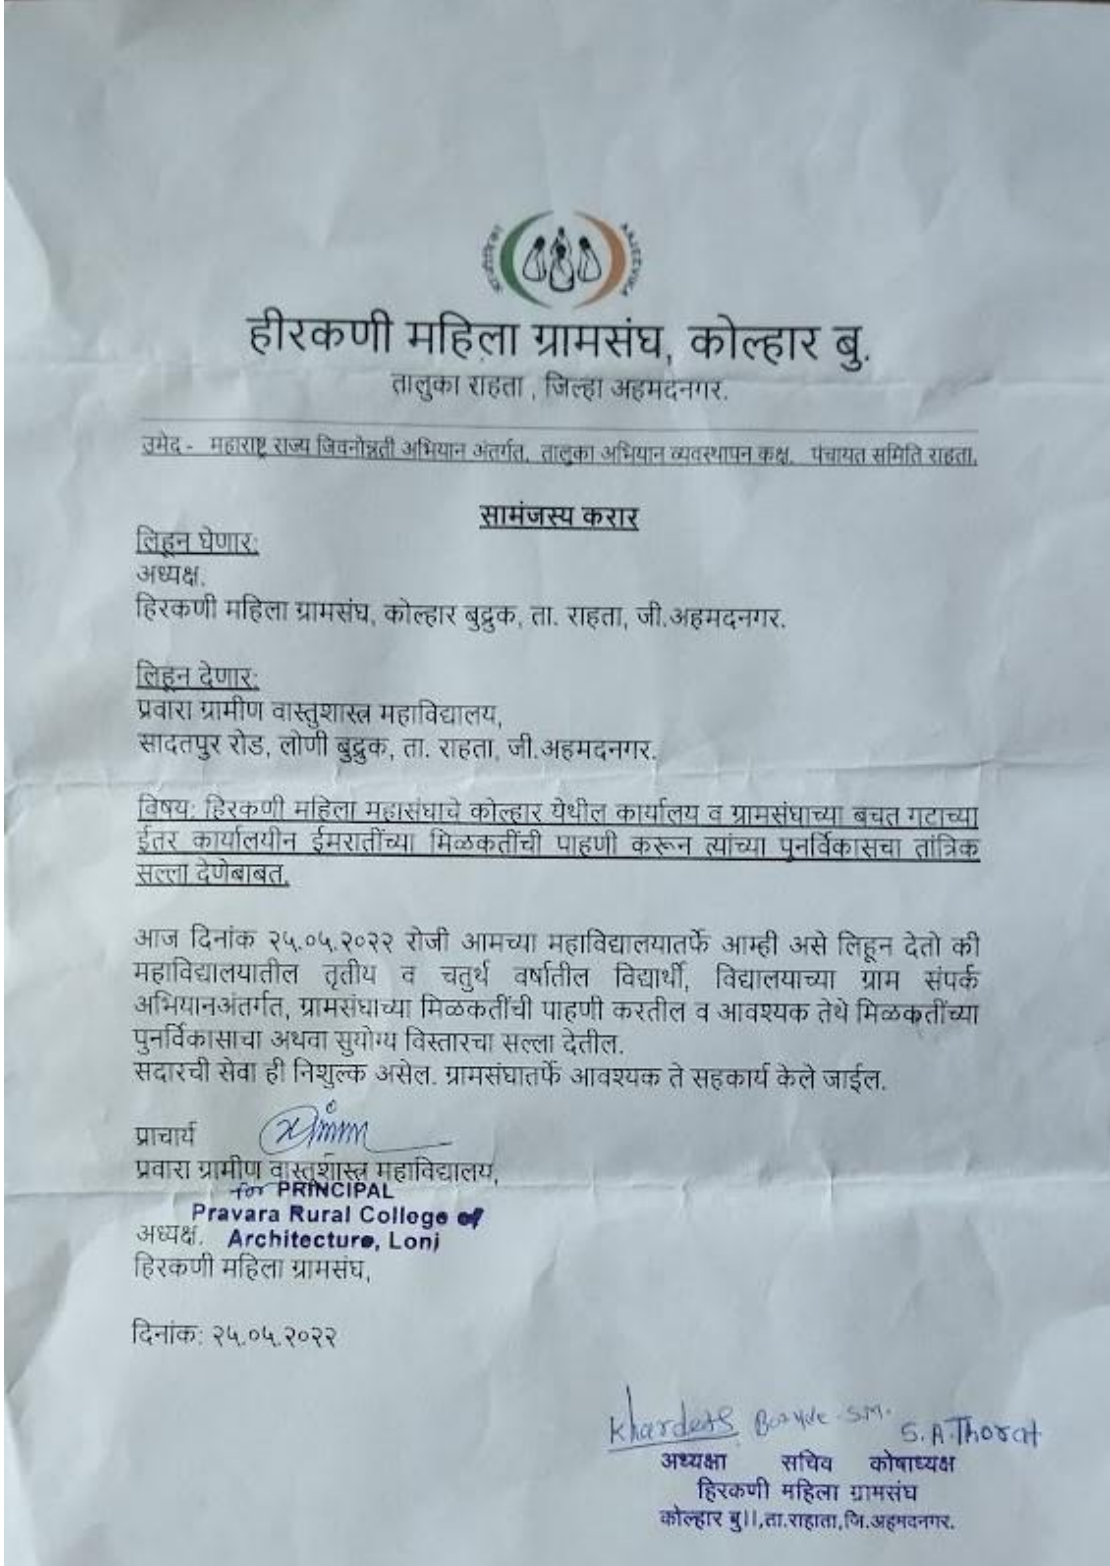 आजीविका AAJEEVIKA
हीरकणी महिला ग्रामसंघ, कोल्हार बु.
तालुका राहता , जिल्हा अहमदनगर.
उमेद - महाराष्ट्र राज्य जिवनोन्नती अभियान अंतर्गत, तालुका अभियान व्यवस्थापन कक्ष, पंचायत समिति राहता.
सामंजस्य करार
लिहून घेणार:
अध्यक्ष.
हिरकणी महिला ग्रामसंघ, कोल्हार बुद्रुक, ता. राहता, जी.अहमदनगर.
लिहून देणार:
प्रवारा ग्रामीण वास्तुशास्त्र महाविद्यालय,
सादतपुर रोड, लोणी बुद्रुक, ता. राहता, जी.अहमदनगर.
विषय: हिरकणी महिला महासंघाचे कोल्हार येथील कार्यालय व ग्रामसंघाच्या बचत गटाच्या
ईतर कार्यालयीन ईमरातींच्या मिळकतींची पाहणी करून त्यांच्या पुनर्विकासचा तांत्रिक
सल्ला देणेबाबत.
आज दिनांक २५.०५.२०२२ रोजी आमच्या महाविद्यालयातर्फे आम्ही असे लिहून देतो की
महाविद्यालयातील तृतीय व चतुर्थ वर्षातील विद्यार्थी, विद्यालयाच्या ग्राम संपर्क
अभियानअंतर्गत, ग्रामसंघाच्या मिळकतींची पाहणी करतील व आवश्यक तेथे मिळकतींच्या
पुनर्विकासाचा अथवा सुयोग्य विस्तारचा सल्ला देतील.
सदारची सेवा ही निशुल्क असेल. ग्रामसंघातर्फे आवश्यक ते सहकार्य केले जाईल.
प्राचार्य
प्रवारा ग्रामीण वास्तुशास्त्र महाविद्यालय,
for PRINCIPAL
Pravara Rural College of
अध्यक्ष. Architecture, Loni
हिरकणी महिला ग्रामसंघ,
दिनांक: २५.०५.२०२२
S.M. S.A.Thorat
अध्यक्षा सचिव कोषाध्यक्ष
हिरकणी महिला ग्रामसंघ
कोल्हार बु।।,ता.राहाता,जि.अहमदनगर.